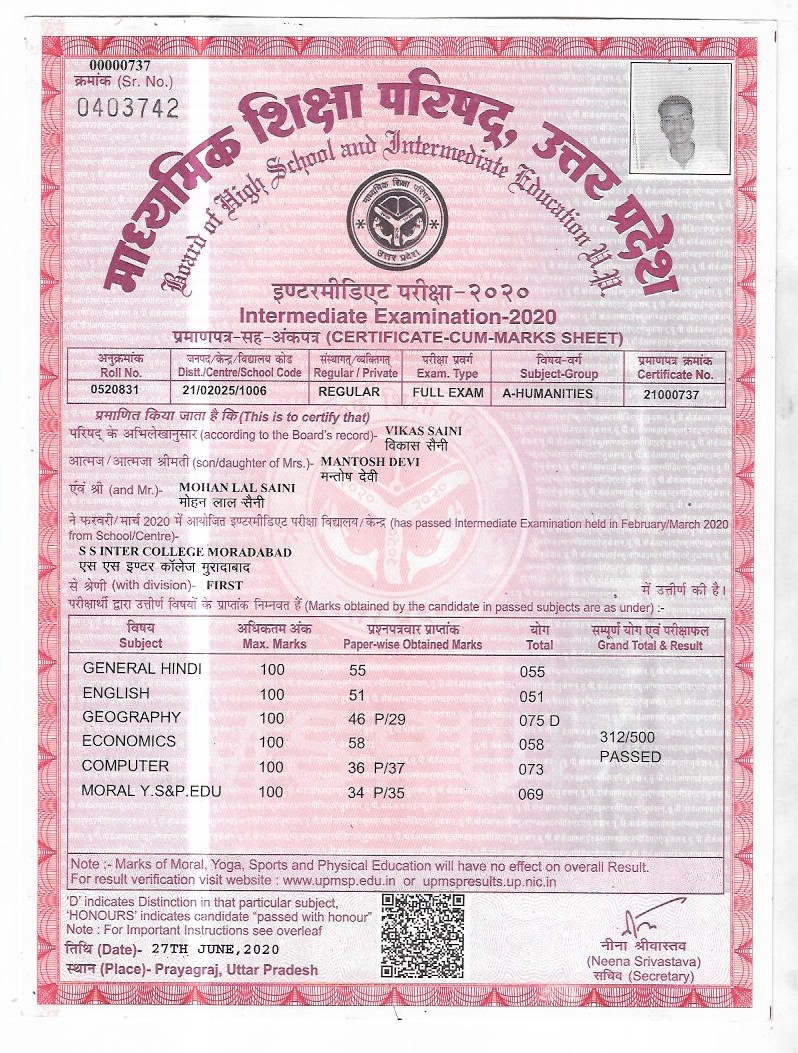 00000737
क्रमांक (Sr. No.)
0403742
माध्यमिक शिक्षा परिषद्, उत्तर प्रदेश
Board of High School and Intermediate Education U.P.
माध्यमिक शिक्षा परिषद
उत्तर प्रदेश
इण्टरमीडिएट परीक्षा-२०२०
Intermediate Examination-2020
प्रमाणपत्र-सह-अंकपत्र (CERTIFICATE-CUM-MARKS SHEET)
अनुक्रमांक जनपद/केन्द्र/विद्यालय कोड संस्थागत/व्यक्तिगत परीक्षा प्रवर्ग विषय-वर्ग प्रमाणपत्र क्रमांक
Roll No. Distt./Centre/School Code Regular / Private Exam. Type Subject-Group Certificate No.
0520831 21/02025/1006 REGULAR FULL EXAM A-HUMANITIES 21000737
प्रमाणित किया जाता है कि (This is to certify that)
परिषद् के अभिलेखानुसार (according to the Board's record)- VIKAS SAINI
विकास सैनी
आत्मज/आत्मजा श्रीमती (son/daughter of Mrs.)- MANTOSH DEVI
मन्तोष देवी
एवं श्री (and Mr.)- MOHAN LAL SAINI
मोहन लाल सैनी
ने फरवरी/मार्च 2020 में आयोजित इण्टरमीडिएट परीक्षा विद्यालय/केन्द्र (has passed Intermediate Examination held in February/March 2020
from School/Centre)-
S S INTER COLLEGE MORADABAD
एस एस इण्टर कॉलेज मुरादाबाद
से श्रेणी (with division)- FIRST में उत्तीर्ण की है।
परीक्षार्थी द्वारा उत्तीर्ण विषयों के प्राप्तांक निम्नवत हैं (Marks obtained by the candidate in passed subjects are as under) :-
विषय अधिकतम अंक प्रश्नपत्रवार प्राप्तांक योग सम्पूर्ण योग एवं परीक्षाफल
Subject Max. Marks Paper-wise Obtained Marks Total Grand Total & Result
GENERAL HINDI 100 55 055
ENGLISH 100 51 051
GEOGRAPHY 100 46 P/29 075 D
ECONOMICS 100 58 058 312/500
PASSED
COMPUTER 100 36 P/37 073
MORAL Y.S&P.EDU 100 34 P/35 069
Note :- Marks of Moral, Yoga, Sports and Physical Education will have no effect on overall Result.
For result verification visit website : www.upmsp.edu.in or upmspresults.up.nic.in
'D' indicates Distinction in that particular subject,
'HONOURS' indicates candidate "passed with honour"
Note : For Important Instructions see overleaf
तिथि (Date)- 27TH JUNE,2020
स्थान (Place)- Prayagraj, Uttar Pradesh
नीना श्रीवास्तव
(Neena Srivastava)
सचिव (Secretary)